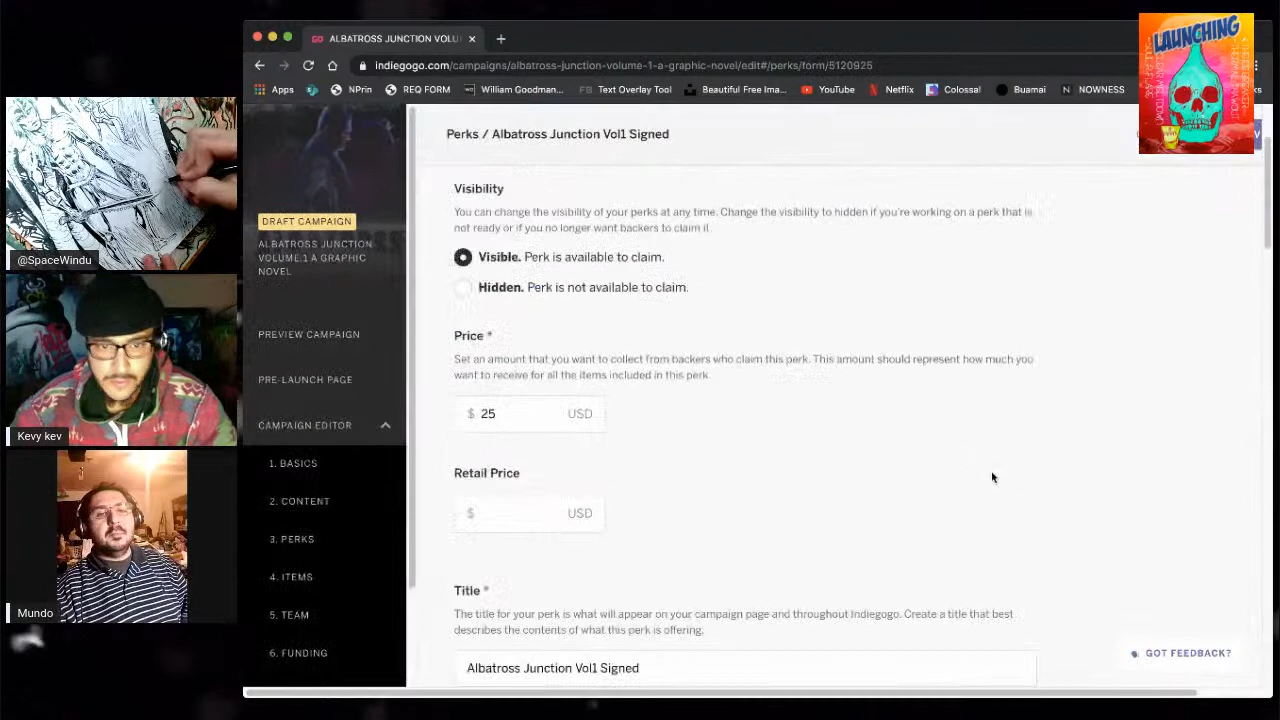 ALBATROSS JUNCTION VOLU
indiegogo.com/campaigns/albatross-junction-volume-1-a-graphic-novel/edit#/perks/form/5120925
Apps
NPrin
REQ FORM
William Goodman...
FB Text Overlay Tool
Beautiful Free Ima...
YouTube
Netflix
Colossal
Buamai
NOWNESS
LAUNCHING
@SpaceWindu
Kevy kev
Mundo
DRAFT CAMPAIGN
ALBATROSS JUNCTION
VOLUME.1 A GRAPHIC
NOVEL
PREVIEW CAMPAIGN
PRE-LAUNCH PAGE
CAMPAIGN EDITOR
1. BASICS
2. CONTENT
3. PERKS
4. ITEMS
5. TEAM
6. FUNDING
Perks / Albatross Junction Vol1 Signed
Visibility
You can change the visibility of your perks at any time. Change the visibility to hidden if you're working on a perk that is
not ready or if you no longer want backers to claim it.
Visible. Perk is available to claim.
Hidden. Perk is not available to claim.
Price *
Set an amount that you want to collect from backers who claim this perk. This amount should represent how much you
want to receive for all the items included in this perk.
$ 25 USD
Retail Price
$ USD
Title *
The title for your perk is what will appear on your campaign page and throughout Indiegogo. Create a title that best
describes the contents of what this perk is offering.
Albatross Junction Vol1 Signed
GOT FEEDBACK?